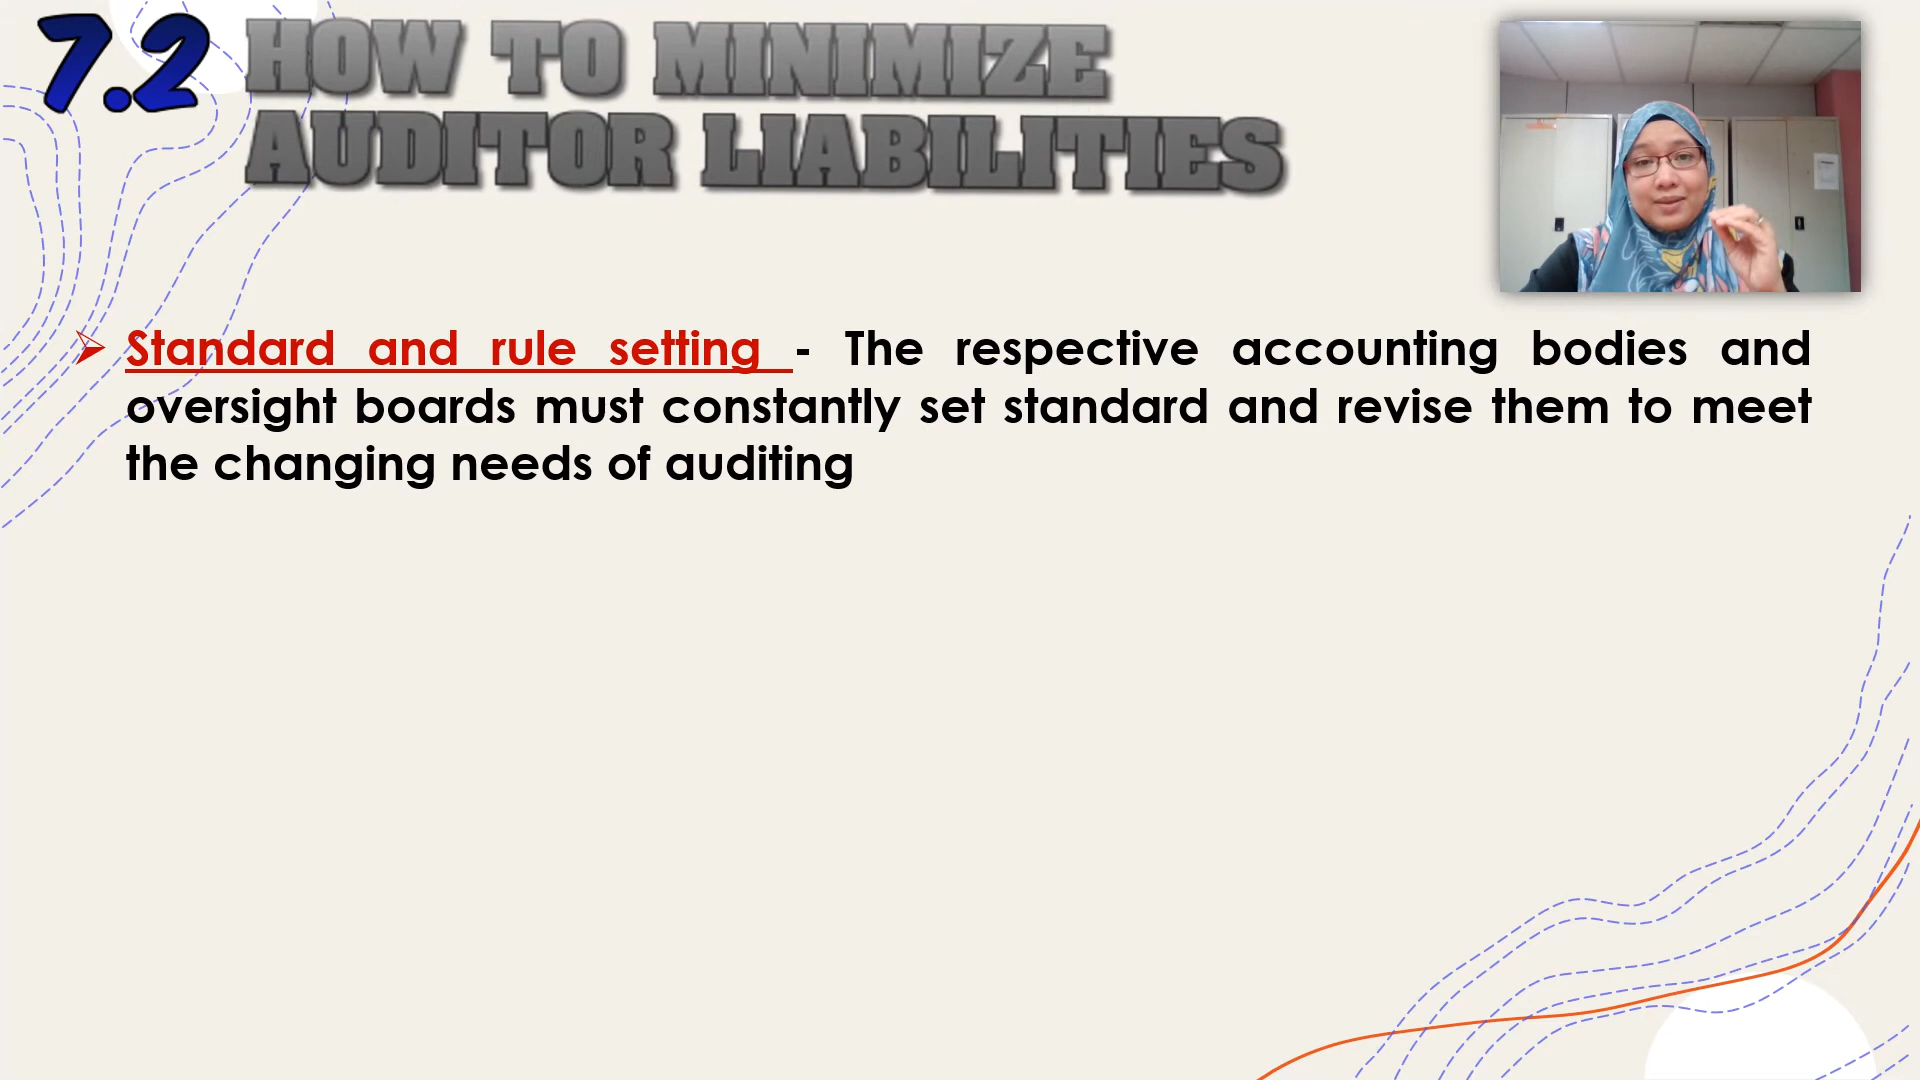 7.2 HOW TO MINIMIZE
AUDITOR LIABILITIES
Standard and rule setting - The respective accounting bodies and
oversight boards must constantly set standard and revise them to meet
the changing needs of auditing